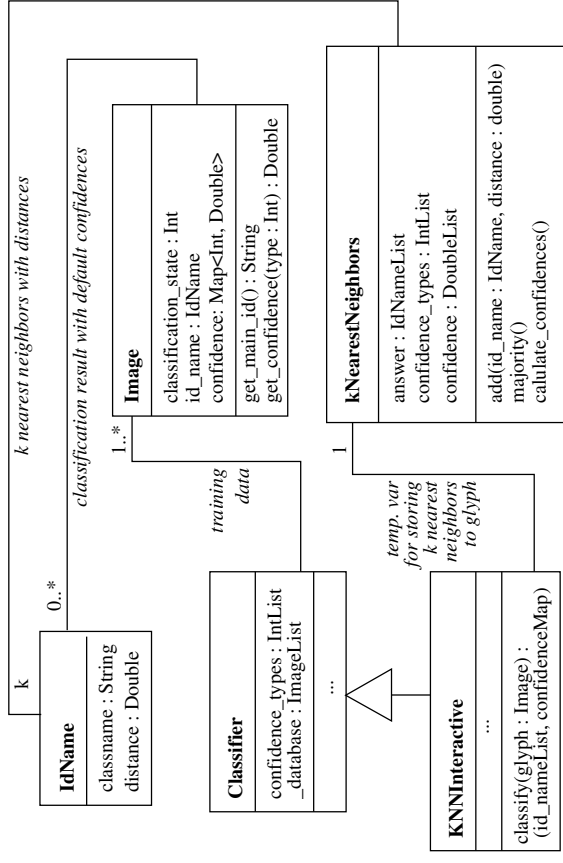 k nearest neighbors with distances
k
classification result with default confidences
0..*
IdName
classname : String
distance : Double
Image
classification_state : Int
id_name : IdName
confidence: Map<Int, Double>
get_main_id() : String
get_confidence(type : Int) : Double
1..*
training
data
Classifier
confidence_types : IntList
_database : ImageList
...
kNearestNeighbors
answer : IdNameList
confidence_types : IntList
confidence : DoubleList
add(id_name : IdName, distance : double)
majority()
calulate_confidences()
1
temp. var
for storing
k nearest
neighbors
to glyph
KNNInteractive
...
classify(glyph : Image) :
(id_nameList, confidenceMap)